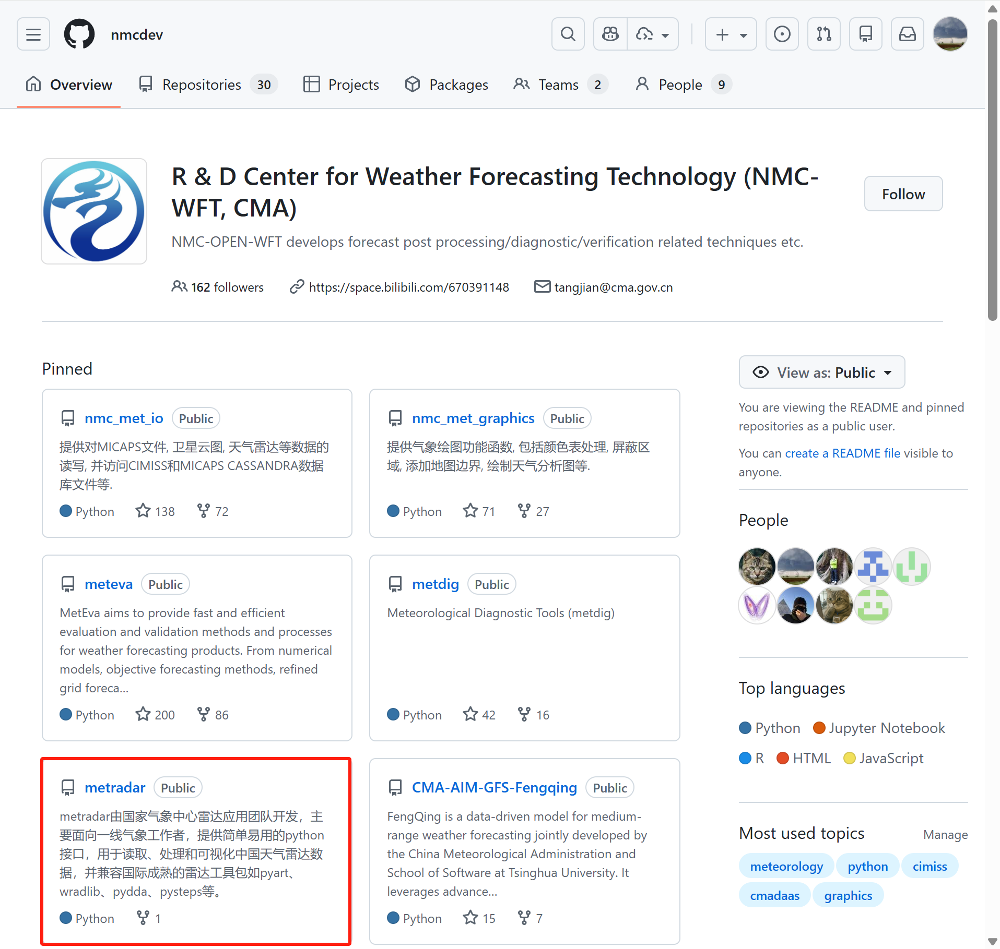 nmcdev
Overview
Repositories 30
Projects
Packages
Teams 2
People 9
R & D Center for Weather Forecasting Technology (NMC-
WFT, CMA)
Follow
NMC-OPEN-WFT develops forecast post processing/diagnostic/verification related techniques etc.
162 followers
https://space.bilibili.com/670391148
tangjian@cma.gov.cn
Pinned
nmc_met_io Public
提供对MICAPS文件, 卫星云图, 天气雷达等数据的
读写, 并访问CIMISS和MICAPS CASSANDRA数据
库文件等.
Python 138 72
nmc_met_graphics Public
提供气象绘图功能函数, 包括颜色表处理, 屏蔽区
域, 添加地图边界, 绘制天气分析图等.
Python 71 27
meteva Public
MetEva aims to provide fast and efficient
evaluation and validation methods and processes
for weather forecasting products. From numerical
models, objective forecasting methods, refined
grid foreca...
Python 200 86
metdig Public
Meteorological Diagnostic Tools (metdig)
Python 42 16
metradar Public
metradar由国家气象中心雷达应用团队开发，主
要面向一线气象工作者，提供简单易用的python
接口，用于读取、处理和可视化中国天气雷达数
据，并兼容国际成熟的雷达工具包如pyart、
wradlib、pydda、pysteps等。
Python 1
CMA-AIM-GFS-Fengqing Public
FengQing is a data-driven model for medium-
range weather forecasting jointly developed by
the China Meteorological Administration and
School of Software at Tsinghua University. It
leverages advance...
Python 15 7
View as: Public
You are viewing the README and pinned
repositories as a public user.
You can create a README file visible to
anyone.
People
Top languages
Python Jupyter Notebook
R HTML JavaScript
Most used topics Manage
meteorology python cimiss
cmadaas graphics